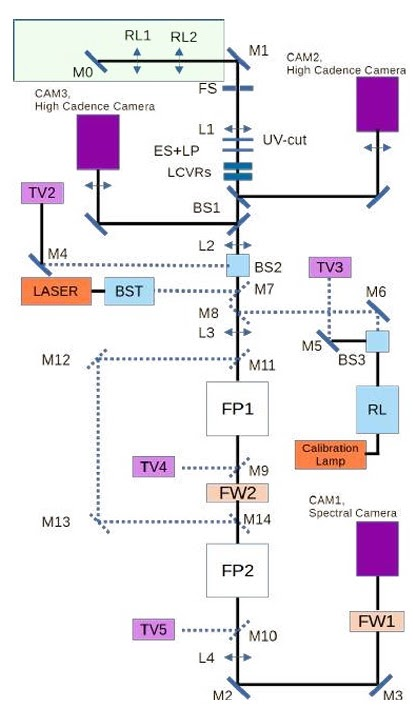 RL1
RL2
M1
M0
CAM2,
High Cadence Camera
FS
CAM3,
High Cadence Camera
L1
UV-cut
ES+LP
LCVRs
TV2
BS1
L2
M4
BS2
TV3
LASER
BST
M7
M6
M8
L3
M5
BS3
M12
M11
FP1
RL
Calibration
Lamp
TV4
M9
FW2
CAM1,
Spectral Camera
M13
M14
FP2
FW1
TV5
M10
L4
M2
M3